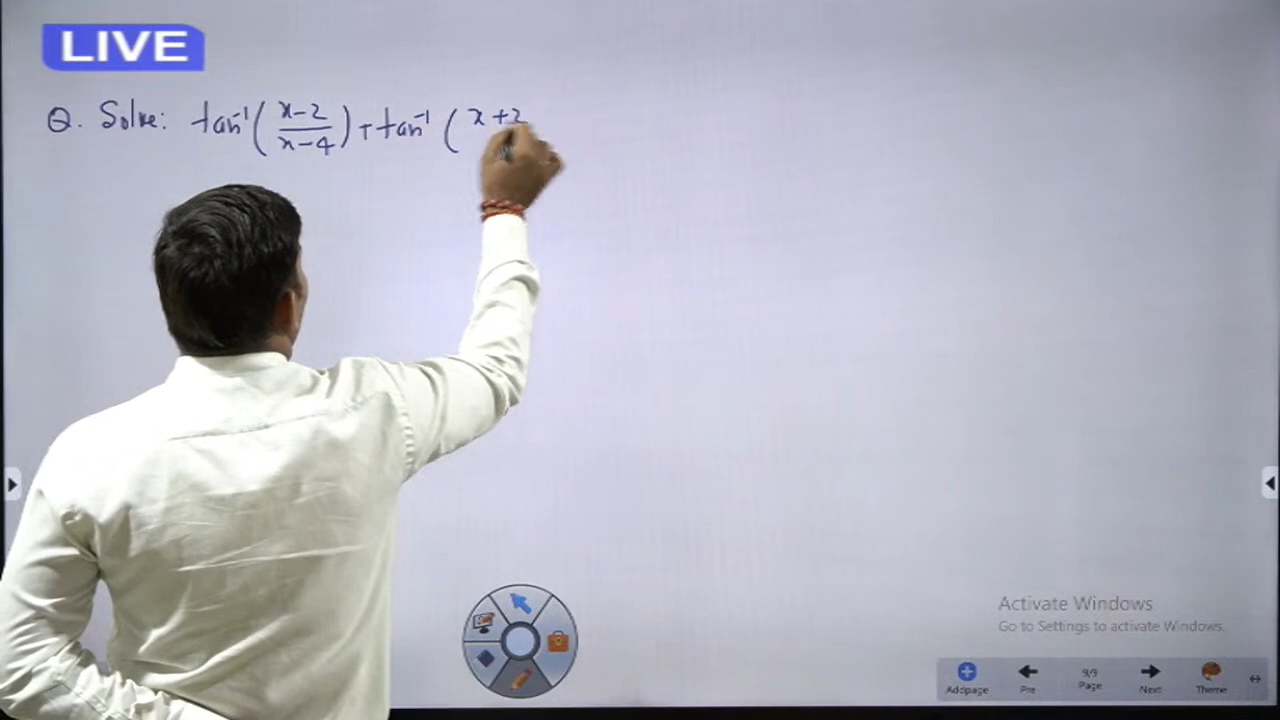 LIVE
Q. Solve: tan⁻¹(x-2/x-4) + tan⁻¹(x+2
Activate Windows
Go to Settings to activate Windows.
9/9
Addpage Pre Page Next Theme